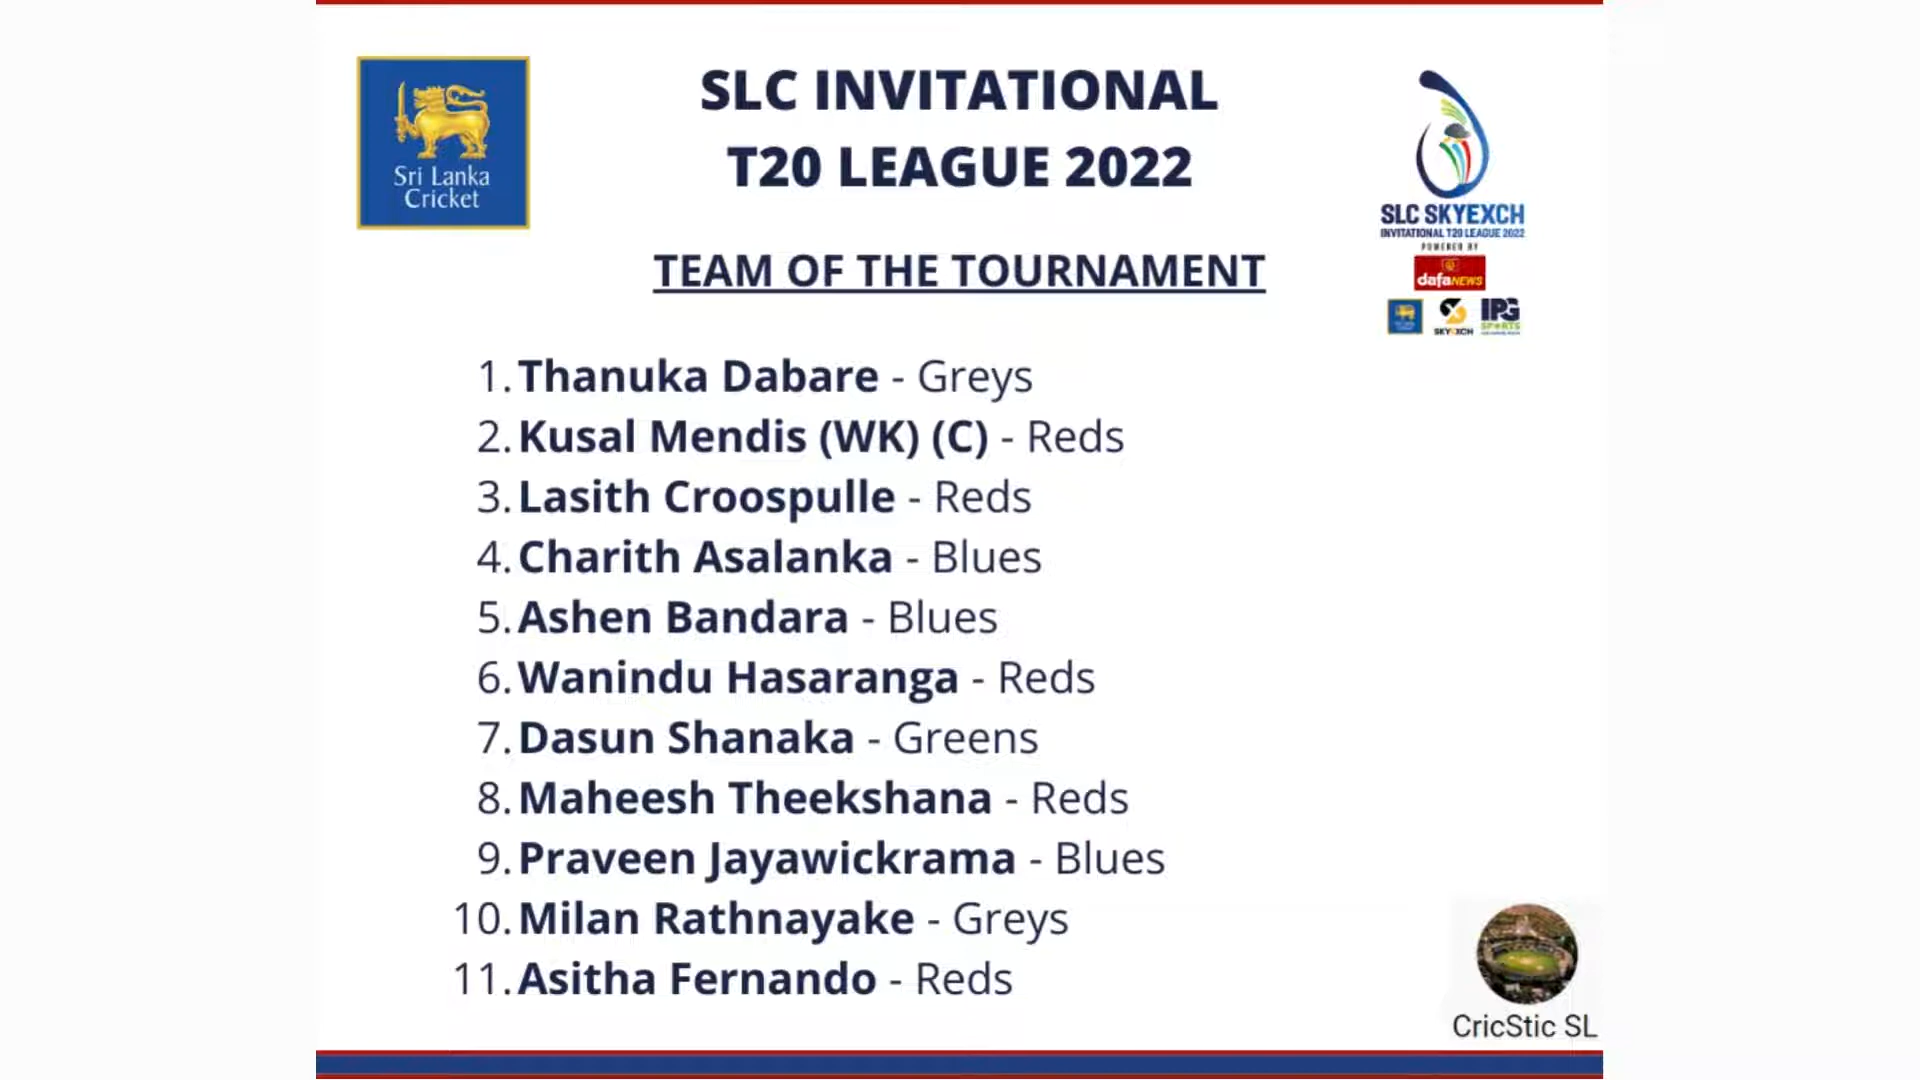 Sri Lanka
Cricket
SLC INVITATIONAL
T20 LEAGUE 2022
SLC SKYEXCH
INVITATIONAL T20 LEAGUE 2022
POWERED BY
dafaNEWS
SKYEXCH
IPG
SPORTS
TEAM OF THE TOURNAMENT
1. Thanuka Dabare - Greys
2. Kusal Mendis (WK) (C) - Reds
3. Lasith Croospulle - Reds
4. Charith Asalanka - Blues
5. Ashen Bandara - Blues
6. Wanindu Hasaranga - Reds
7. Dasun Shanaka - Greens
8. Maheesh Theekshana - Reds
9. Praveen Jayawickrama - Blues
10. Milan Rathnayake - Greys
11. Asitha Fernando - Reds
CricStic SL